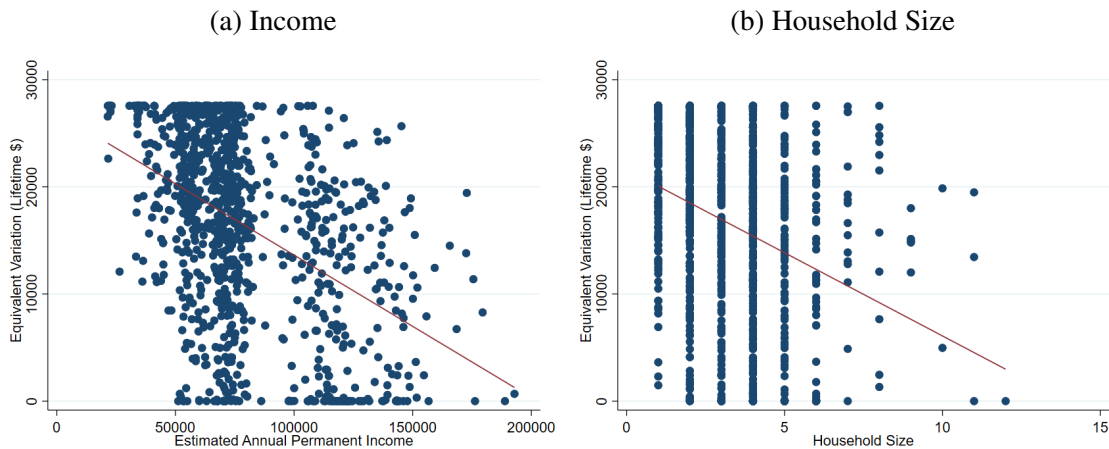 (a) Income
Equivalent Variation (Lifetime $)
30000
20000
10000
0
0 50000 100000 150000 200000
Estimated Annual Permanent Income
(b) Household Size
Equivalent Variation (Lifetime $)
30000
20000
10000
0
0 5 10 15
Household Size